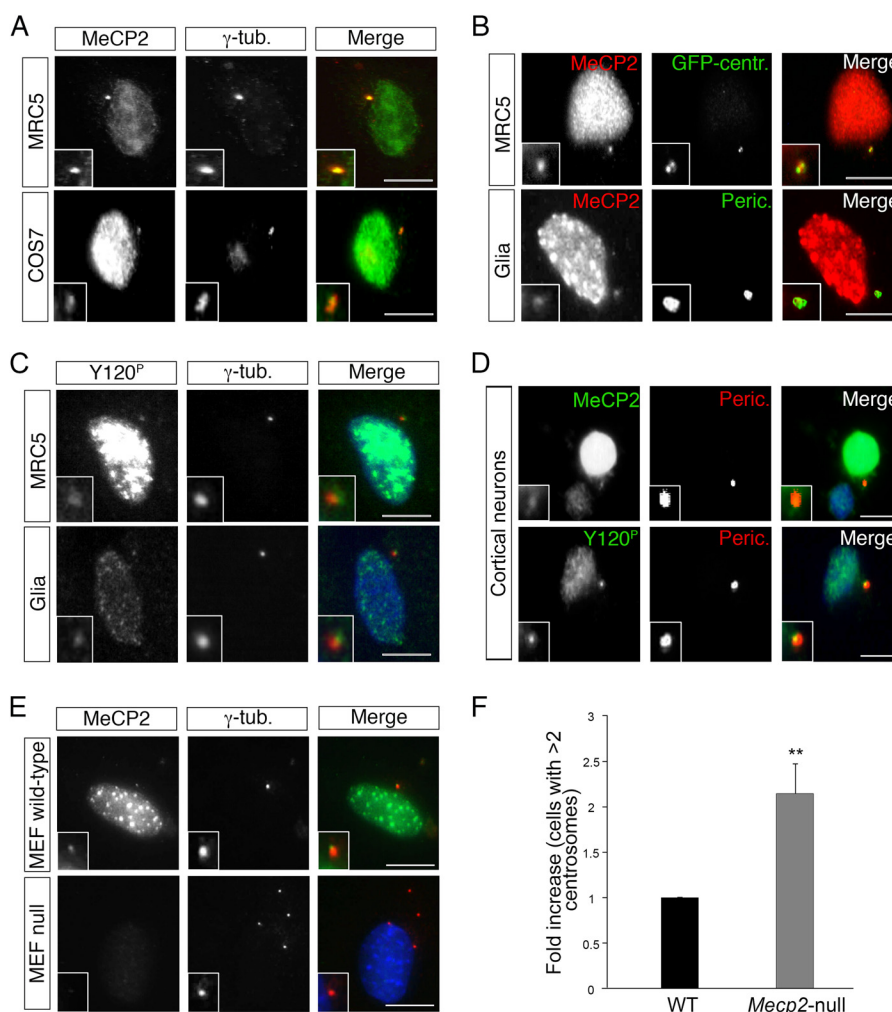 A
MeCP2
γ-tub.
Merge
MRC5
COS7
B
MeCP2
GFP-centr.
Merge
MRC5
MeCP2
Peric.
Merge
Glia
C
Y120ᴾ
γ-tub.
Merge
MRC5
Glia
D
MeCP2
Peric.
Merge
Y120ᴾ
Peric.
Merge
Cortical neurons
E
MeCP2
γ-tub.
Merge
MEF wild-type
MEF null
F
Fold increase (cells with >2
centrosomes)
3
2.5
2
1
1
0.5
0
**
WT
Mecp2-null